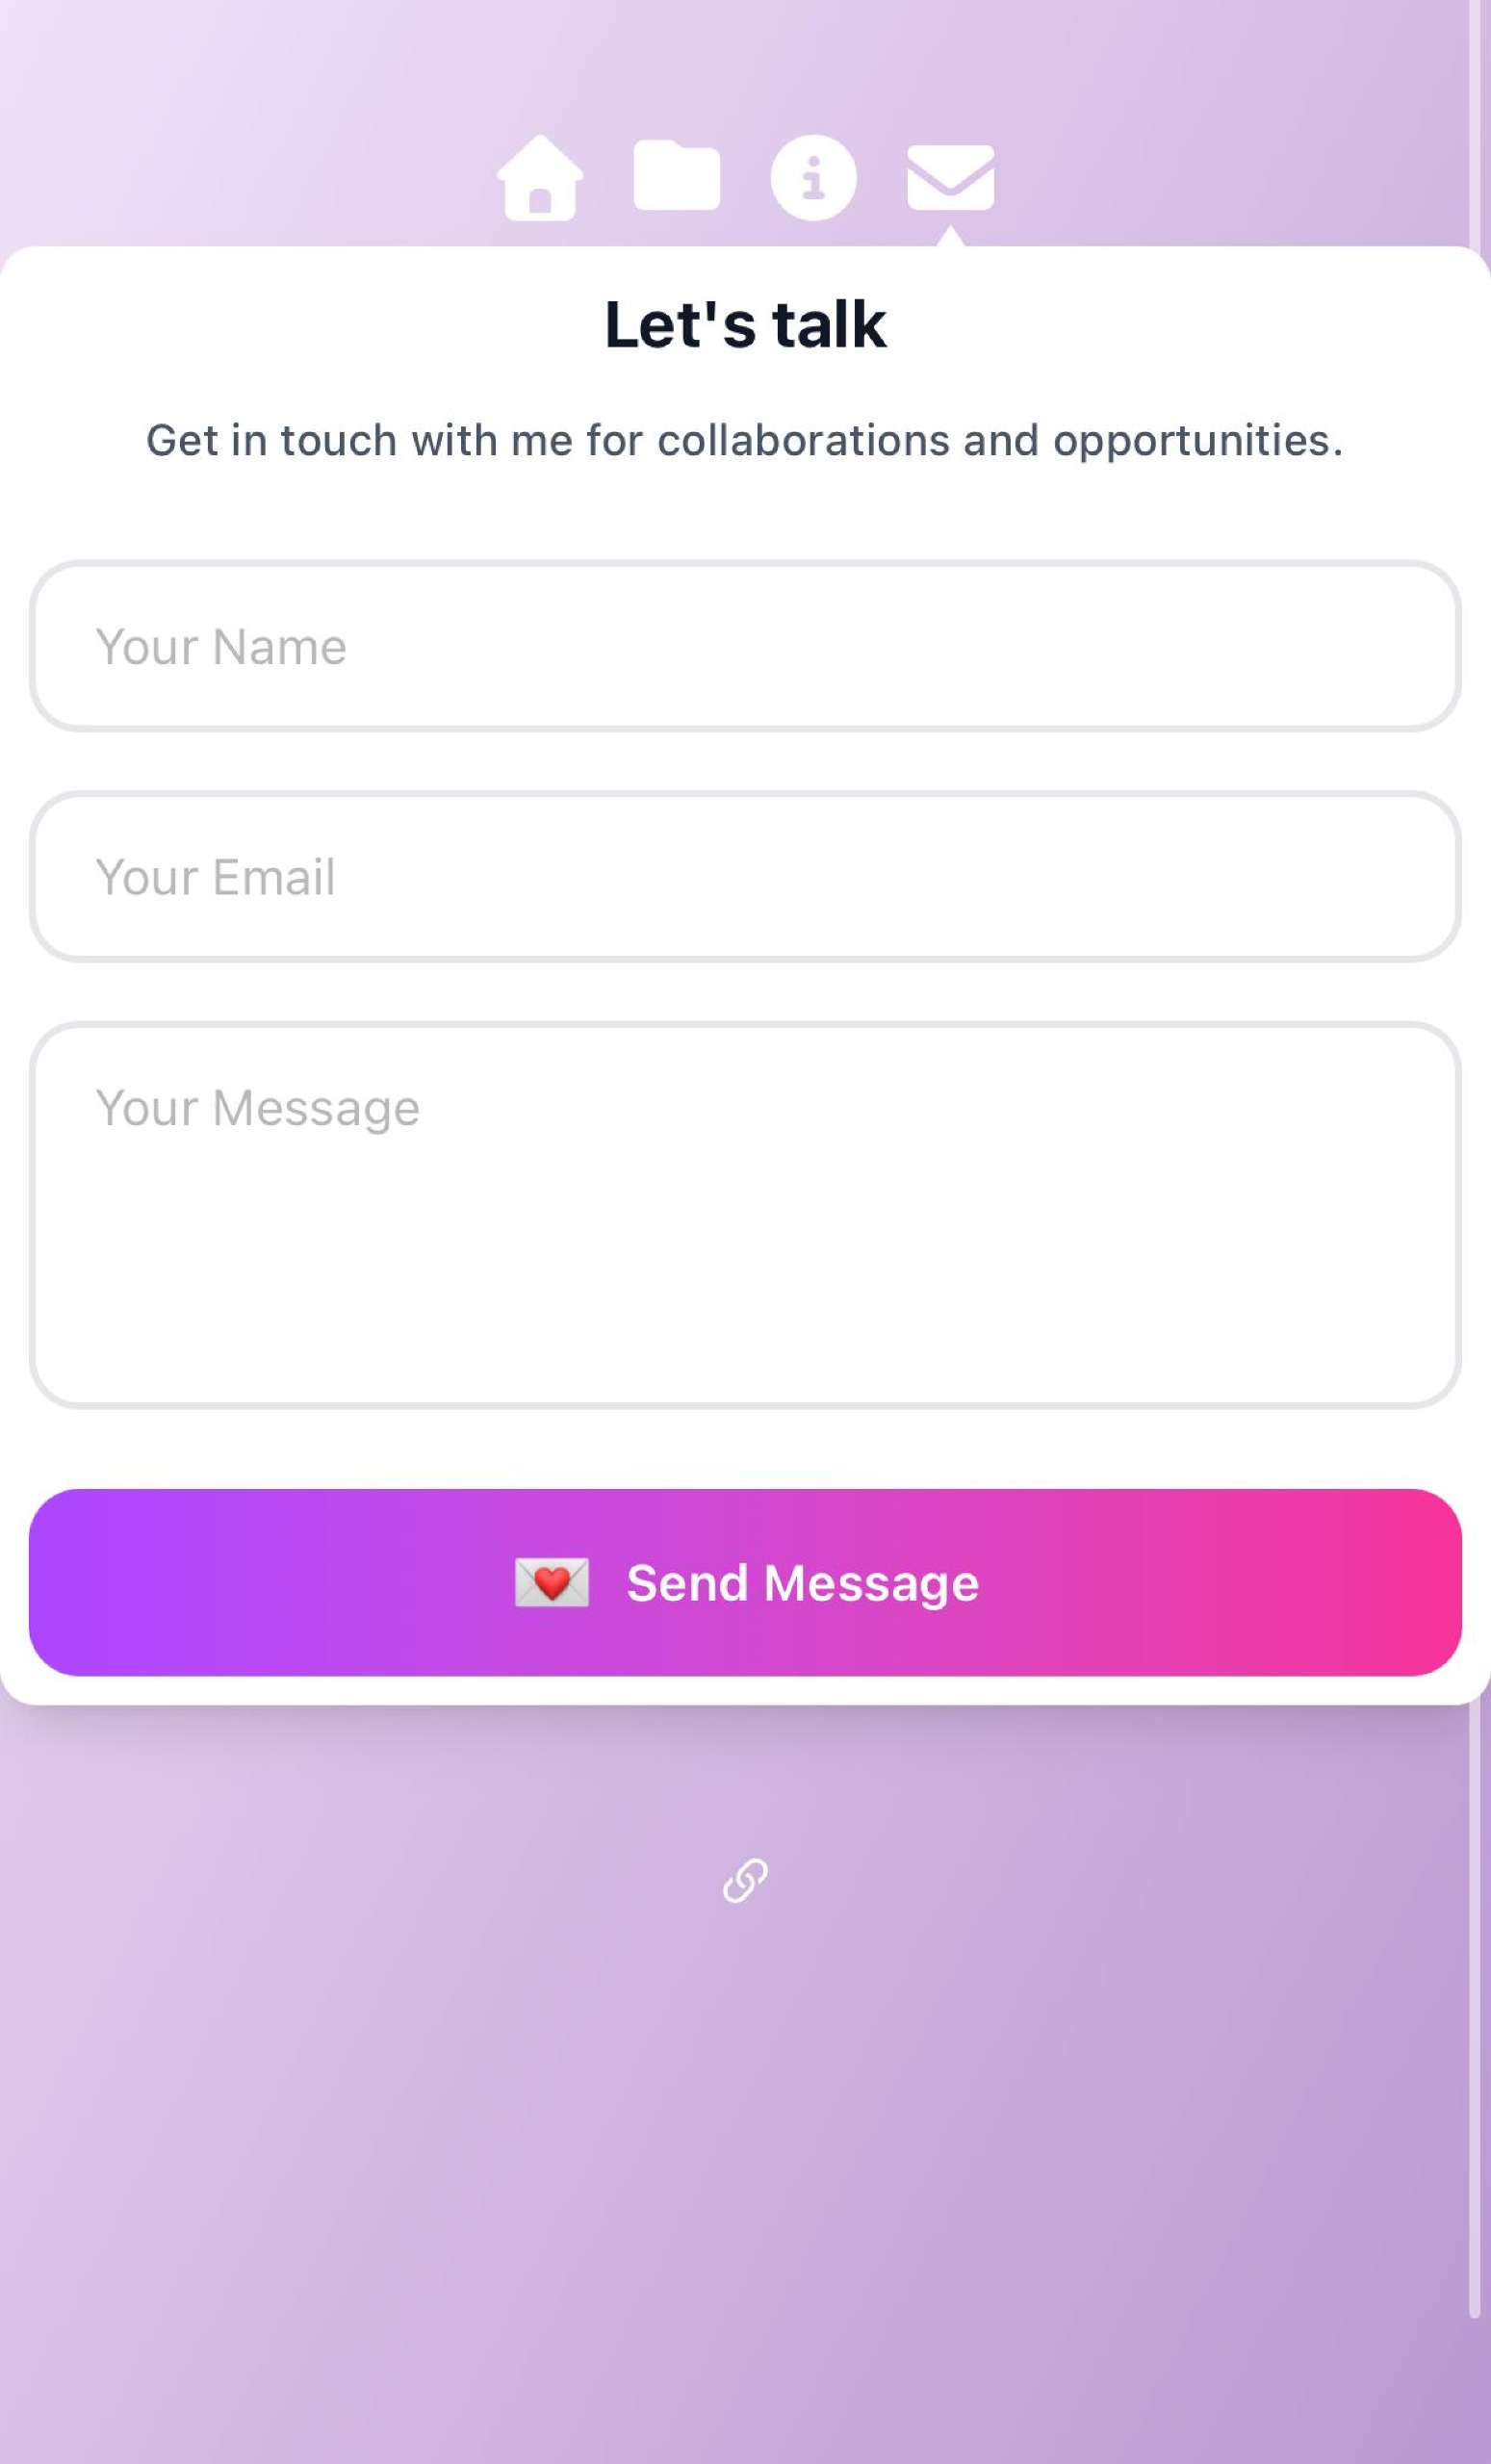 Let's talk
Get in touch with me for collaborations and opportunities.
Your Name
Your Email
Your Message
Send Message